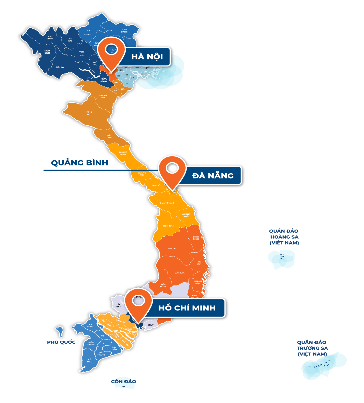 HÀ NỘI
QUẢNG BÌNH
ĐÀ NẴNG
QUẦN ĐẢO
HOÀNG SA
(VIỆT NAM)
HỒ CHÍ MINH
PHÚ QUỐC
QUẦN ĐẢO
TRƯỜNG SA
(VIỆT NAM)
CÔN ĐẢO